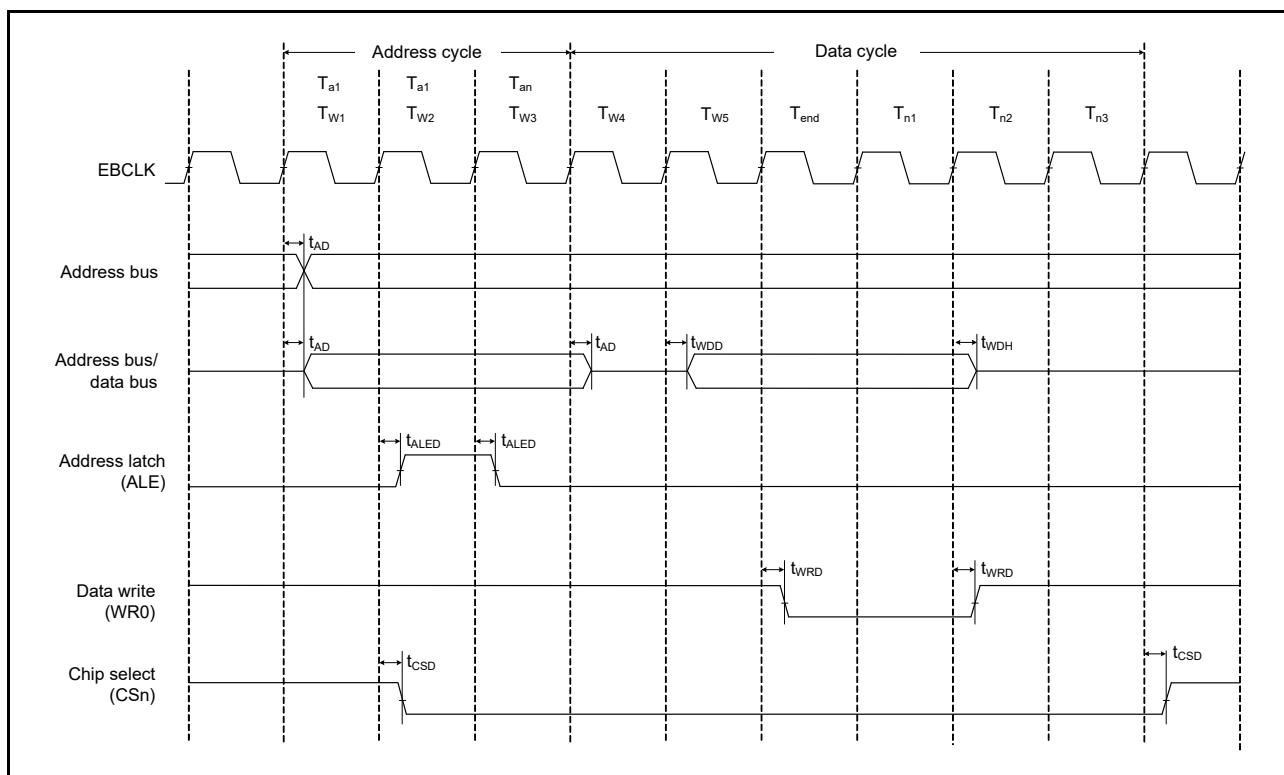 Address cycle Data cycle
Ta1 Ta1 Tan
TW1 TW2 TW3 TW4 TW5 Tend Tn1 Tn2 Tn3
EBCLK
tAD
Address bus
tAD tAD tWDD tWDH
Address bus/
data bus
tALED tALED
Address latch
(ALE)
tWRD tWRD
Data write
(WR0)
tCSD tCSD
Chip select
(CSn)